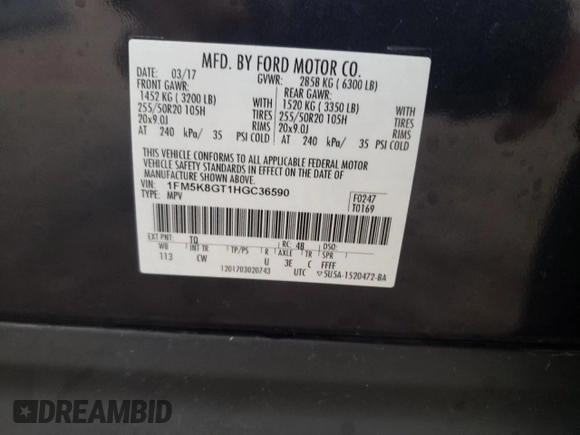 MFD. BY FORD MOTOR CO.
DATE: 03/17 GVWR: 2858 KG ( 6300 LB)
FRONT GAWR: REAR GAWR:
1452 KG ( 3200 LB) WITH 1520 KG ( 3350 LB) WITH
255/50R20 105H TIRES 255/50R20 105H TIRES
20x9.0J RIMS 20x9.0J RIMS
AT 240 kPa/ 35 PSI COLD AT 240 kPa/ 35 PSI COLD
THIS VEHICLE CONFORMS TO ALL APPLICABLE FEDERAL MOTOR
VEHICLE SAFETY STANDARDS IN EFFECT ON THE DATE OF
MANUFACTURE SHOWN ABOVE.
VIN: 1FM5K8GT1HGC36590 F0247
TYPE: MPV T0169
EXT PNT: TQ RC: 48 DSO:
WB INT TR TP/PS R AXLE TR SPR
113 CW U 3E C FFFF
1201703020743 UTC 5U5A-1520472-BA
DREAMBID